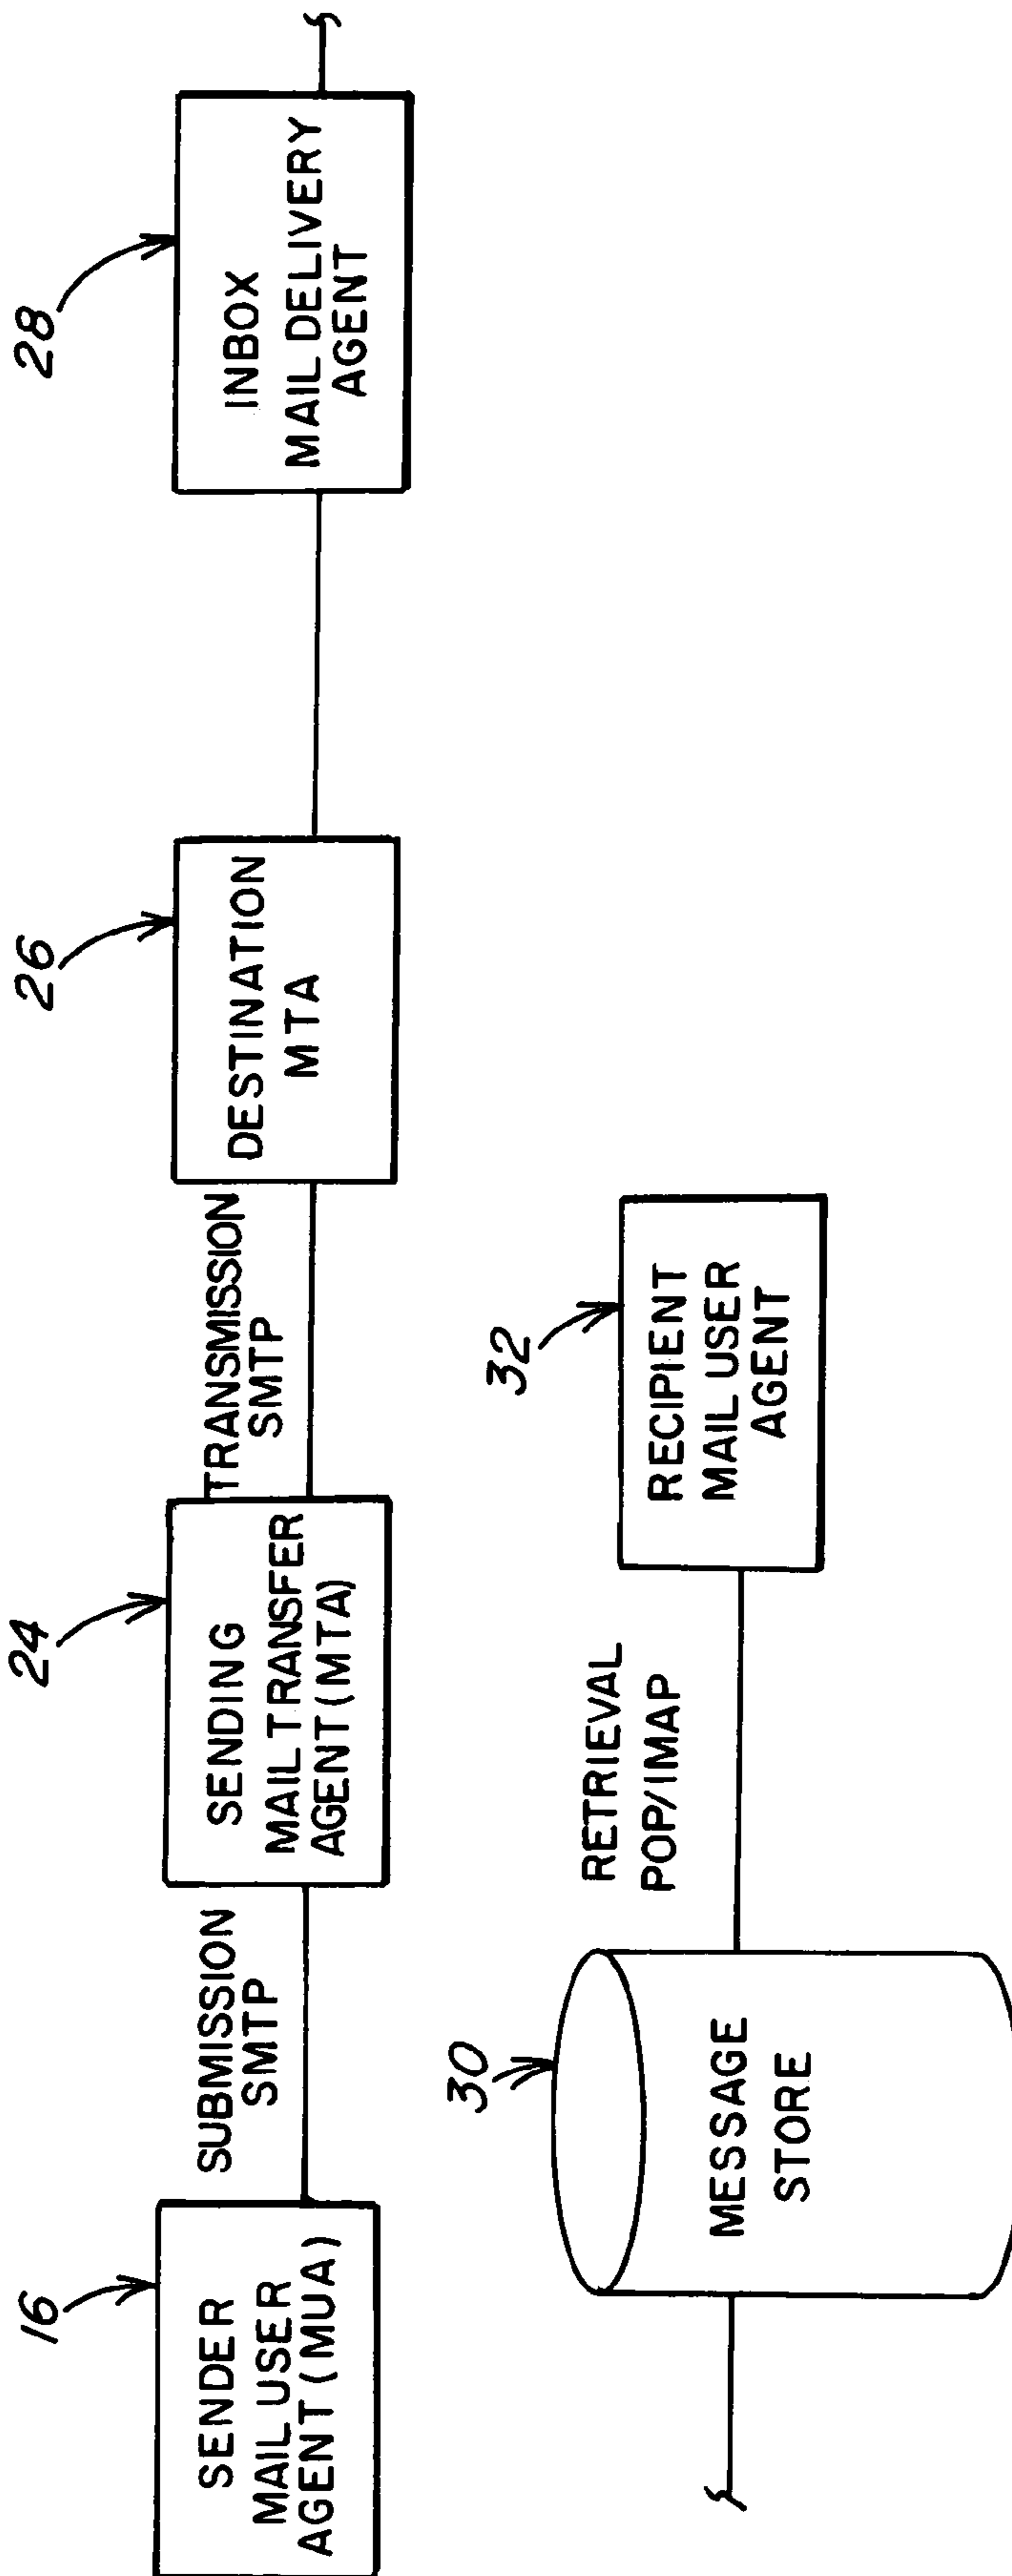 16
SENDER
MAIL USER
AGENT (MUA)
SUBMISSION
SMTP
24
SENDING
MAIL TRANSFER
AGENT (MTA)
TRANSMISSION
SMTP
26
DESTINATION
MTA
28
INBOX
MAIL DELIVERY
AGENT
30
MESSAGE
STORE
RETRIEVAL
POP/IMAP
32
RECIPIENT
MAIL USER
AGENT